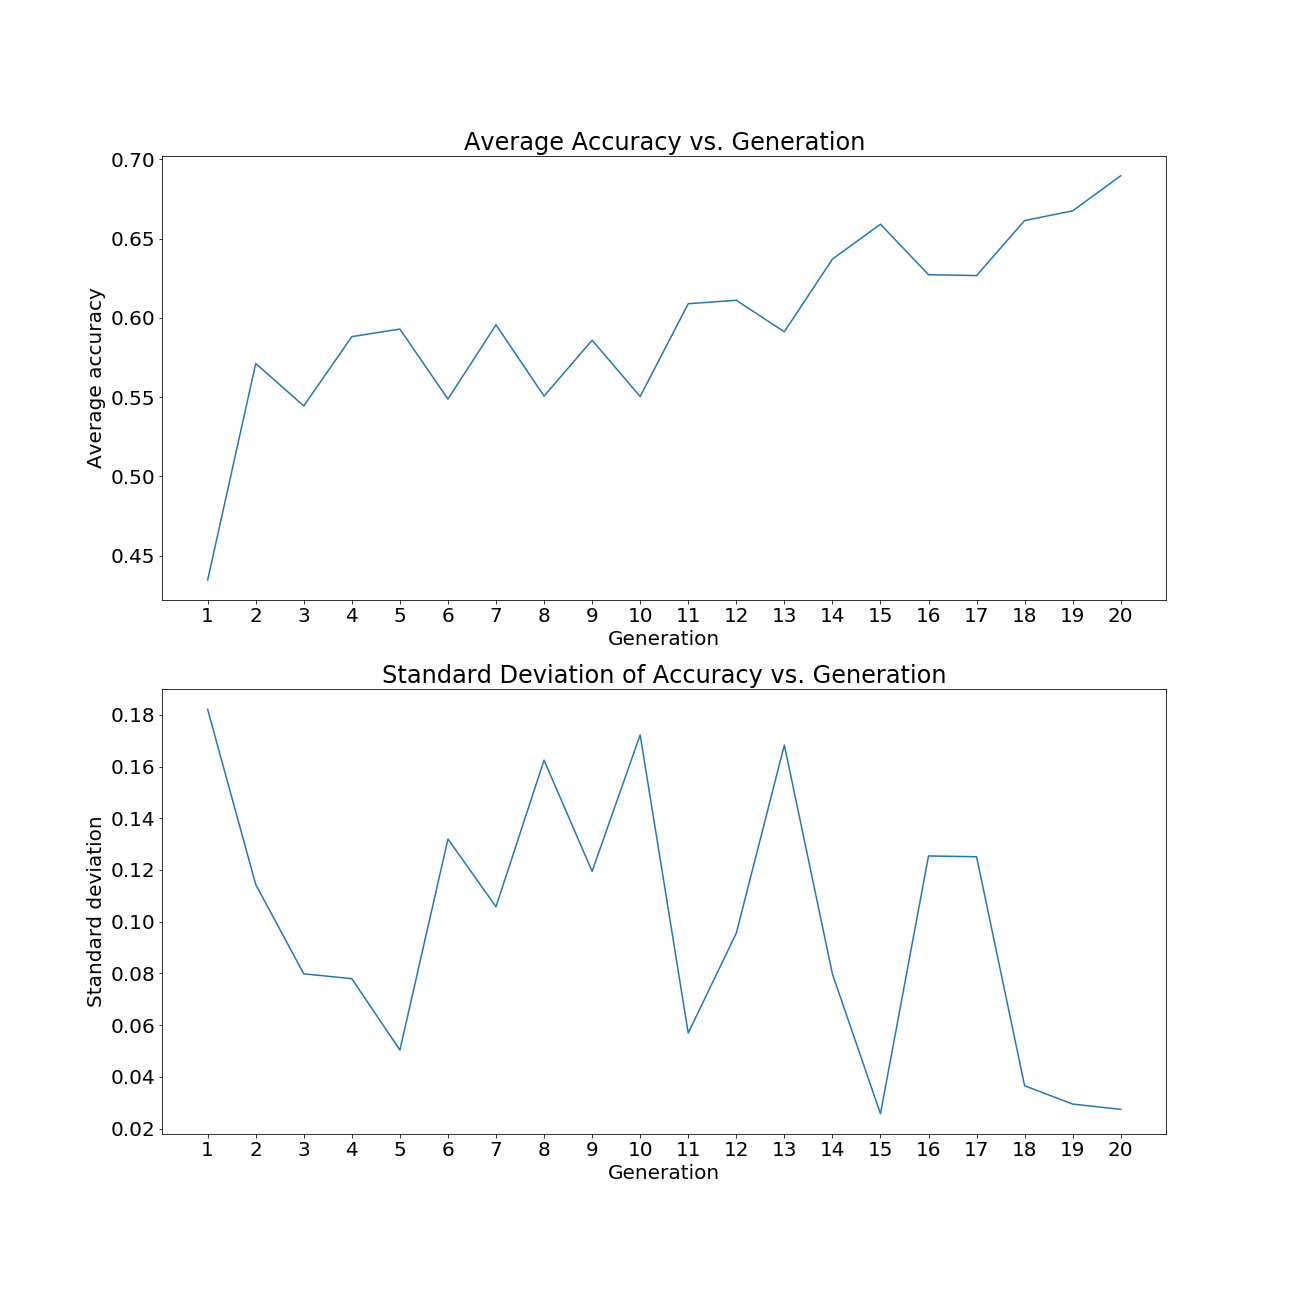 Average Accuracy vs. Generation
0.70
0.65
0.60
0.55
0.50
0.45
Average accuracy
1 2 3 4 5 6 7 8 9 10 11 12 13 14 15 16 17 18 19 20
Generation
Standard Deviation of Accuracy vs. Generation
0.18
0.16
0.14
0.12
0.10
0.08
0.06
0.04
0.02
Standard deviation
1 2 3 4 5 6 7 8 9 10 11 12 13 14 15 16 17 18 19 20
Generation